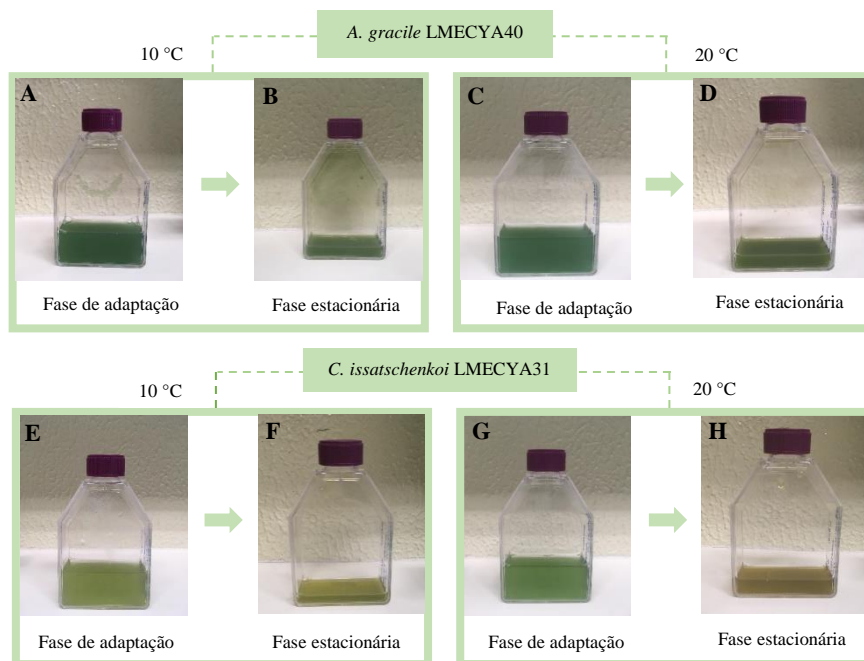 A. gracile LMECYA40
10 °C
20 °C
A
B
C
D
Fase de adaptação
Fase estacionária
Fase de adaptação
Fase estacionária
C. issatschenkoi LMECYA31
10 °C
20 °C
E
F
G
H
Fase de adaptação
Fase estacionária
Fase de adaptação
Fase estacionária